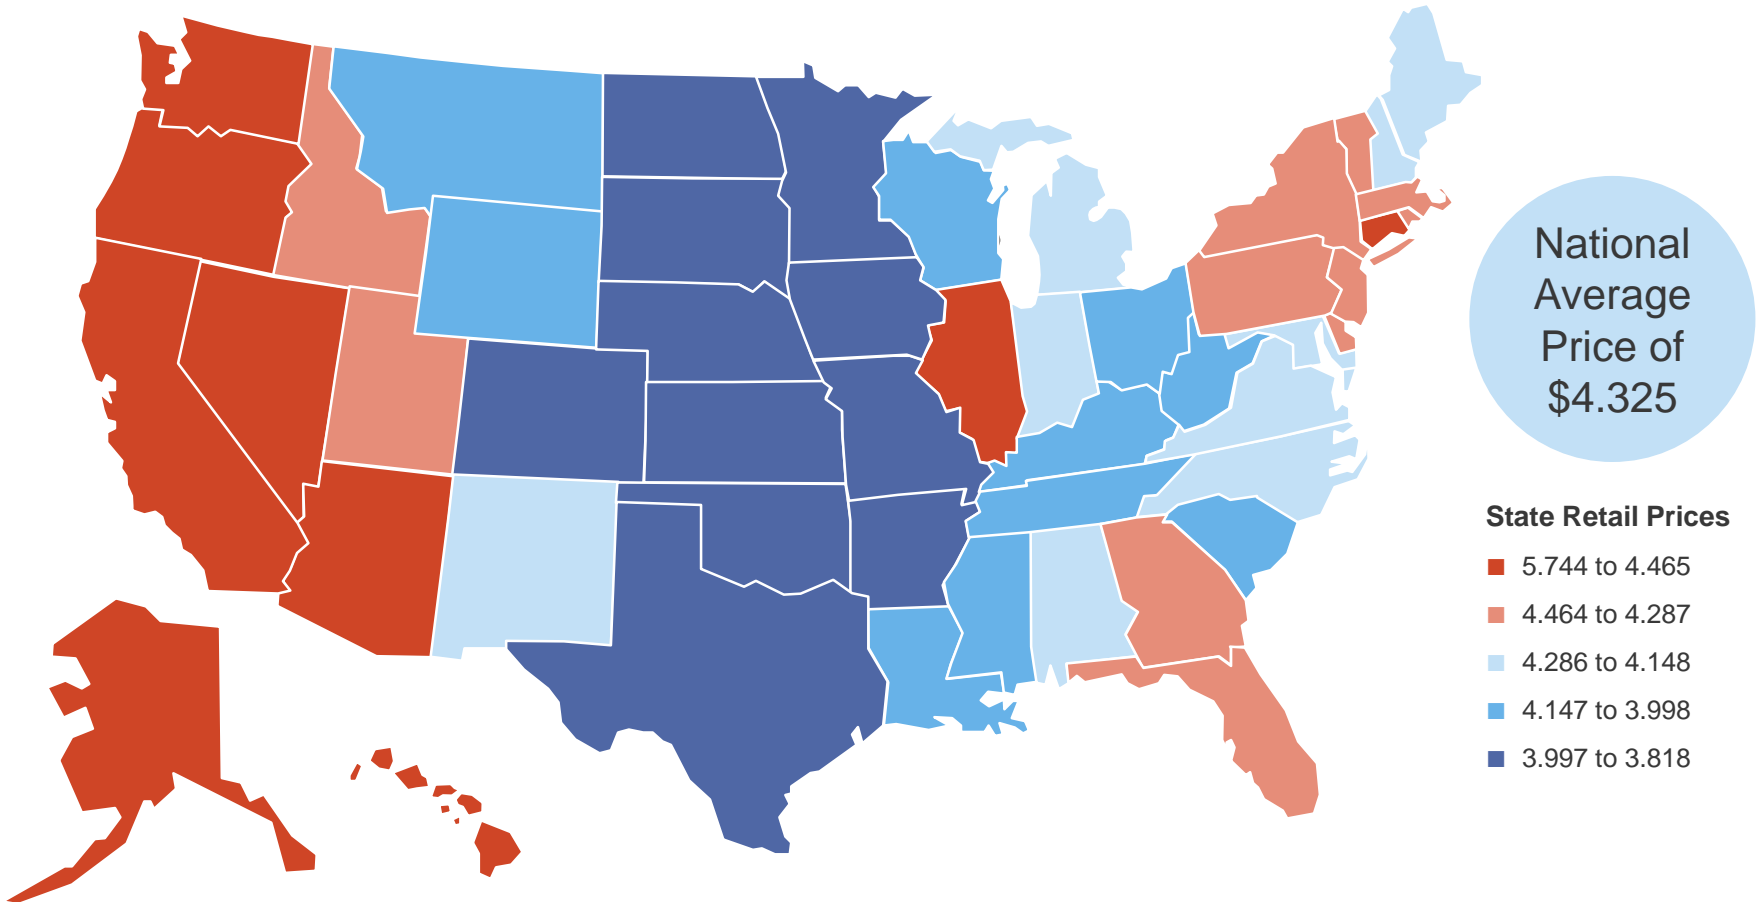 National
Average
Price of
$4.325
State Retail Prices
5.744 to 4.465
4.464 to 4.287
4.286 to 4.148
4.147 to 3.998
3.997 to 3.818